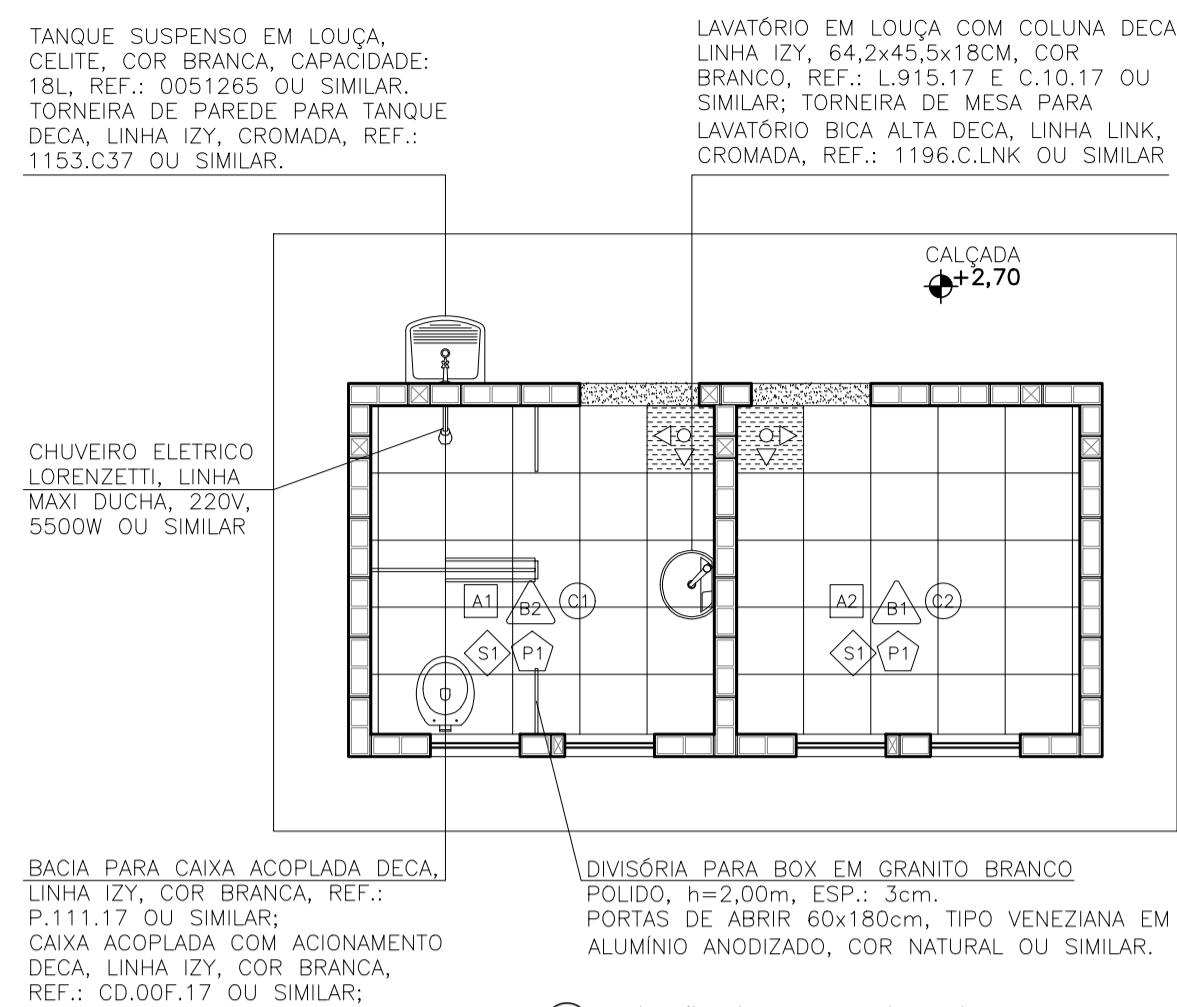 TANQUE SUSPENSO EM LOUÇA,
CELITE, COR BRANCA, CAPACIDADE:
18L, REF.: 0051265 OU SIMILAR.
TORNEIRA DE PAREDE PARA TANQUE
DECA, LINHA IZY, CROMADA, REF.:
1153.C37 OU SIMILAR.
LAVATÓRIO EM LOUÇA COM COLUNA DECA
LINHA IZY, 64,2x45,5x18CM, COR
BRANCO, REF.: L.915.17 E C.10.17 OU
SIMILAR; TORNEIRA DE MESA PARA
LAVATÓRIO BICA ALTA DECA, LINHA LINK,
CROMADA, REF.: 1196.C.LNK OU SIMILAR
CALÇADA
+2,70
CHUVEIRO ELETRICO
LORENZETTI, LINHA
MAXI DUCHA, 220V,
5500W OU SIMILAR
A1 B2 C1
S1 P1
A2 B1 C2
S1 P1
BACIA PARA CAIXA ACOPLADA DECA,
LINHA IZY, COR BRANCA, REF.:
P.111.17 OU SIMILAR;
CAIXA ACOPLADA COM ACIONAMENTO
DECA, LINHA IZY, COR BRANCA,
REF.: CD.00F.17 OU SIMILAR;
DIVISÓRIA PARA BOX EM GRANITO BRANCO
POLIDO, h=2,00m, ESP.: 3cm.
PORTAS DE ABRIR 60x180cm, TIPO VENEZIANA EM
ALUMÍNIO ANODIZADO, COR NATURAL OU SIMILAR.